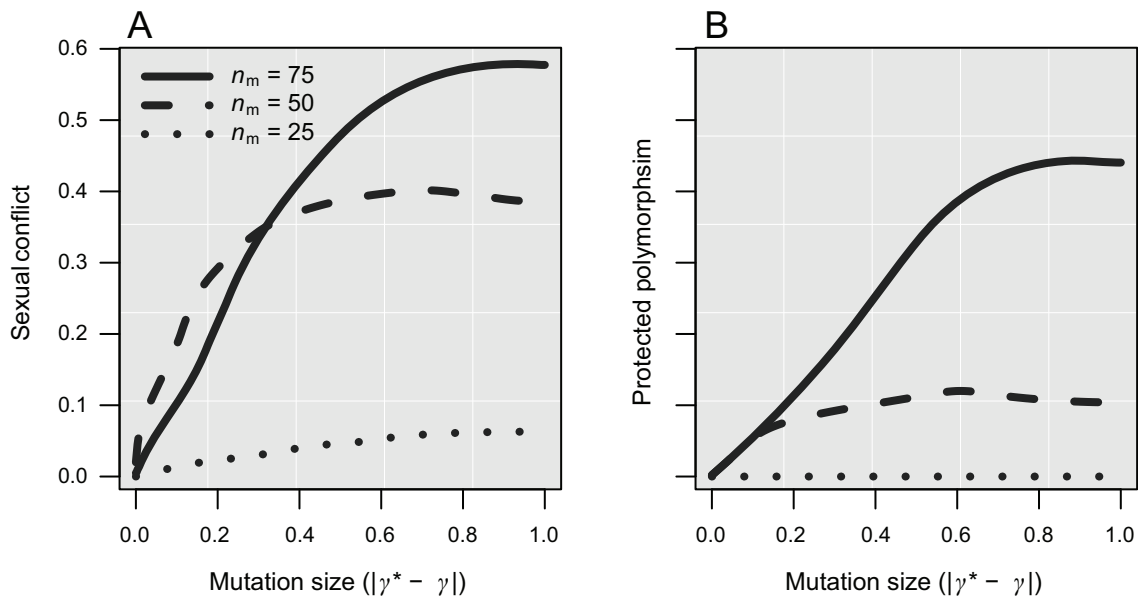 A
Sexual conflict
0.6
0.5
0.4
0.3
0.2
0.1
0.0
nm = 75
nm = 50
nm = 25
0.0 0.2 0.4 0.6 0.8 1.0
Mutation size (|γ* − γ|)
B
Protected polymorphsim
0.0 0.2 0.4 0.6 0.8 1.0
Mutation size (|γ* − γ|)